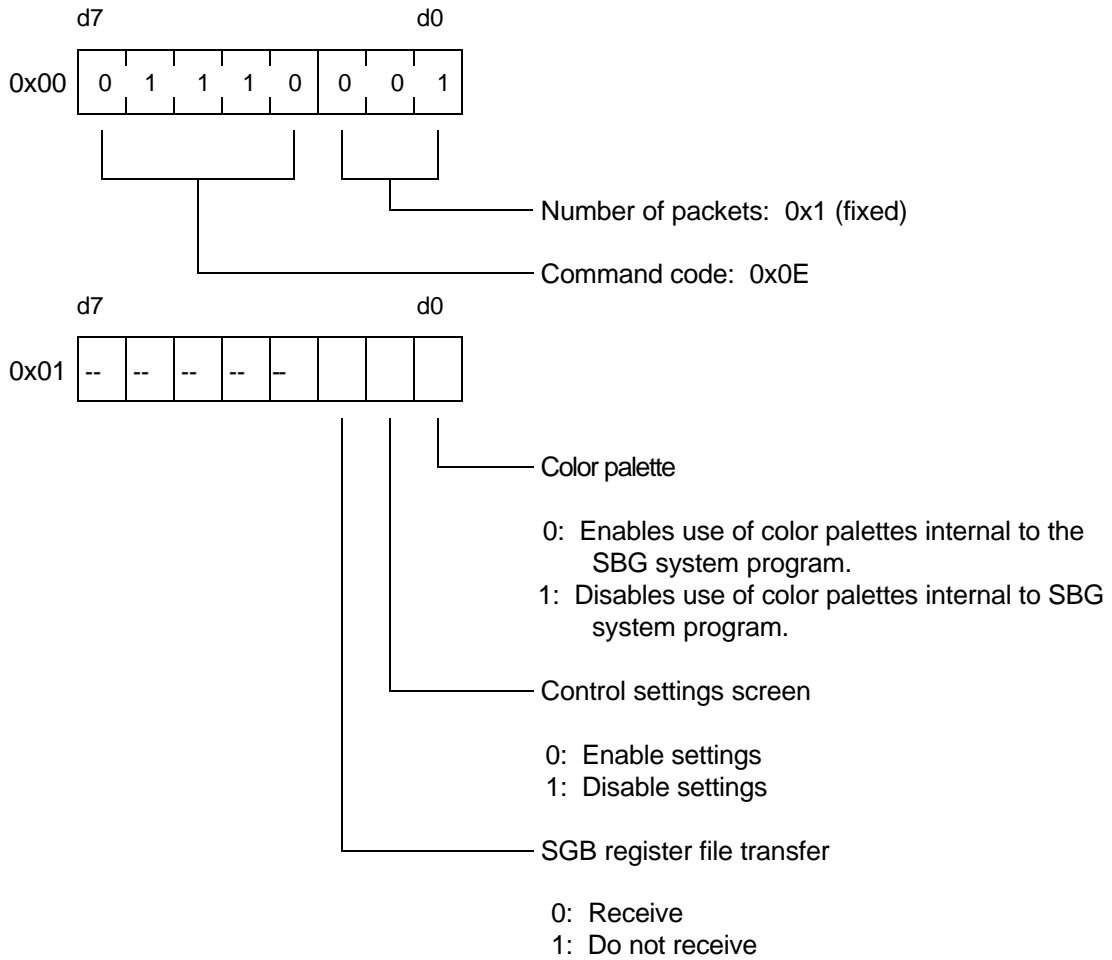 d7 d0
0x00 0 1 1 1 0 0 0 1
Number of packets: 0x1 (fixed)
Command code: 0x0E
d7 d0
0x01 -- -- -- -- --
Color palette
0: Enables use of color palettes internal to the
SBG system program.
1: Disables use of color palettes internal to SBG
system program.
Control settings screen
0: Enable settings
1: Disable settings
SGB register file transfer
0: Receive
1: Do not receive